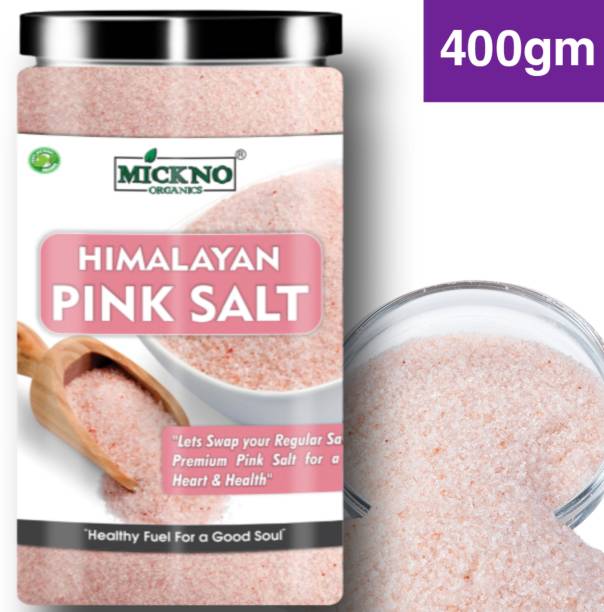 400gm
MICKNO®
ORGANICS
HIMALAYAN
PINK SALT
"Lets Swap your Regular Sa
Premium Pink Salt for a
Heart & Health"
"Healthy Fuel For a Good Soul"